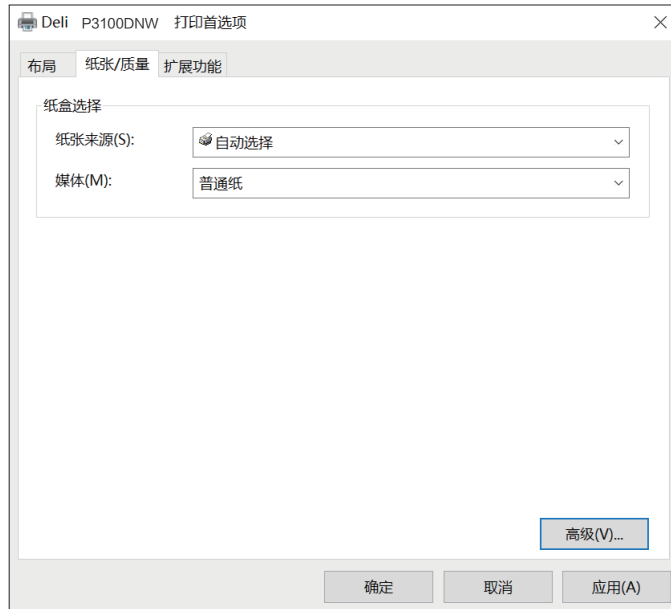 Deli P3100DNW 打印首选项
布局 纸张/质量 扩展功能
纸盒选择
纸张来源(S): 自动选择
媒体(M): 普通纸
高级(V)...
确定 取消 应用(A)